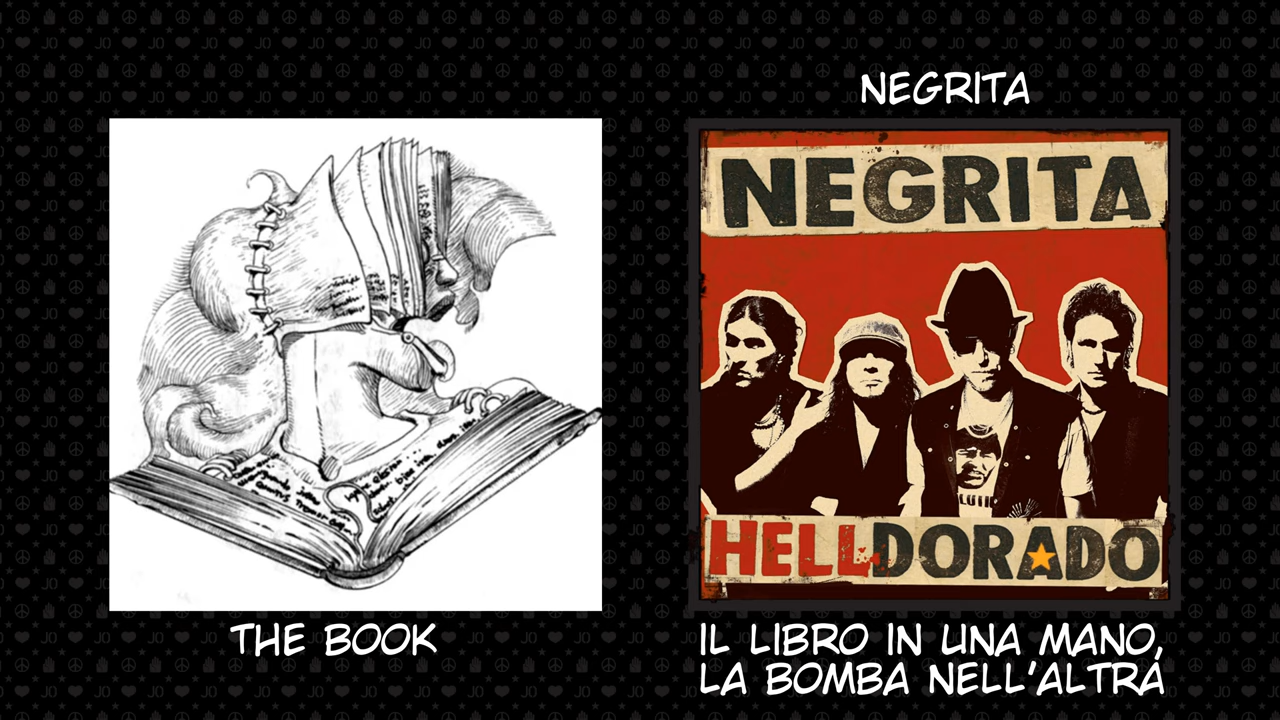 NEGRITA
NEGRITA
HELLDORADO
THE BOOK
IL LIBRO IN UNA MANO,
LA BOMBA NELL'ALTRA